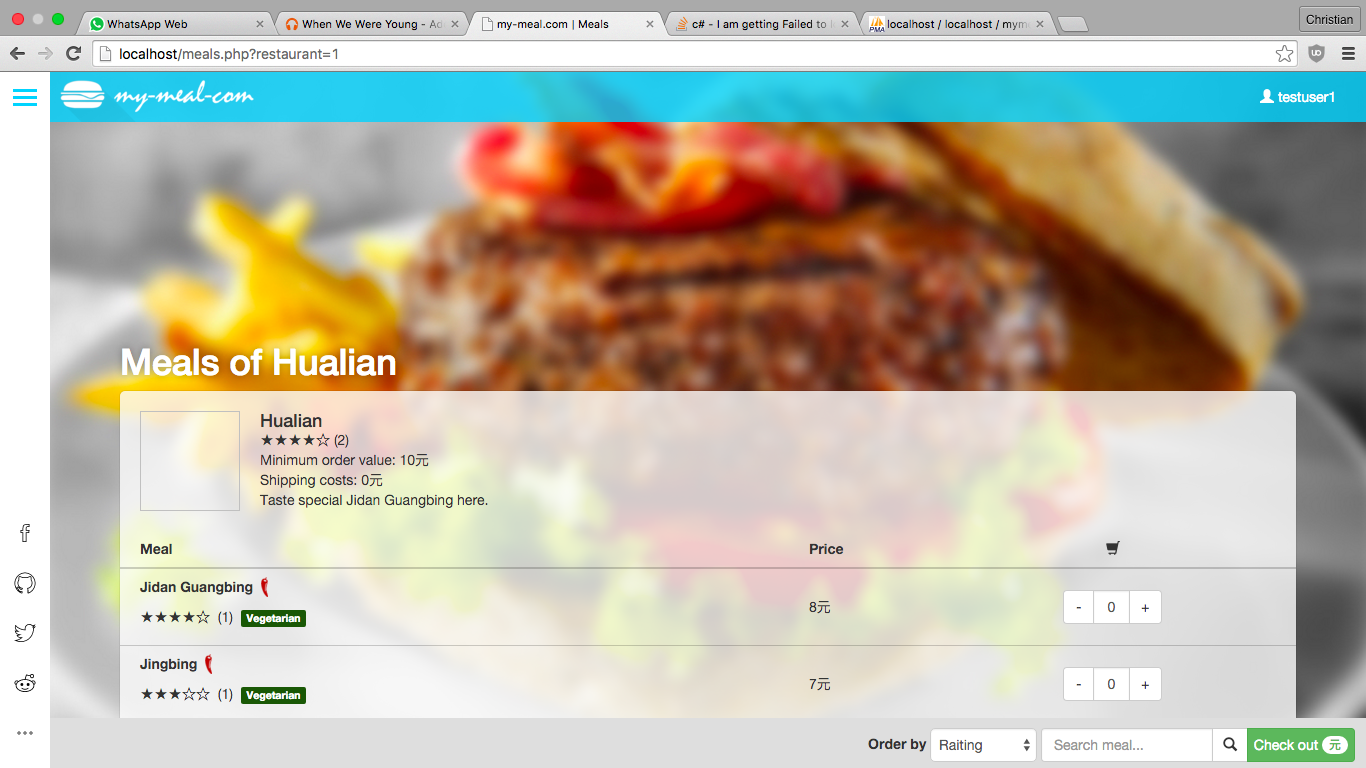 WhatsApp Web
When We Were Young - Ad
my-meal.com | Meals
c# - I am getting Failed to l
localhost / localhost / mym
Christian
localhost/meals.php?restaurant=1
my-meal-com
testuser1
Meals of Hualian
Hualian
★★★★☆ (2)
Minimum order value: 10元
Shipping costs: 0元
Taste special Jidan Guangbing here.
Meal Price
Jidan Guangbing
★★★★☆ (1) Vegetarian
8元
- 0 +
Jingbing
★★★☆☆ (1) Vegetarian
7元
- 0 +
Order by Raiting Search meal... Check out 元